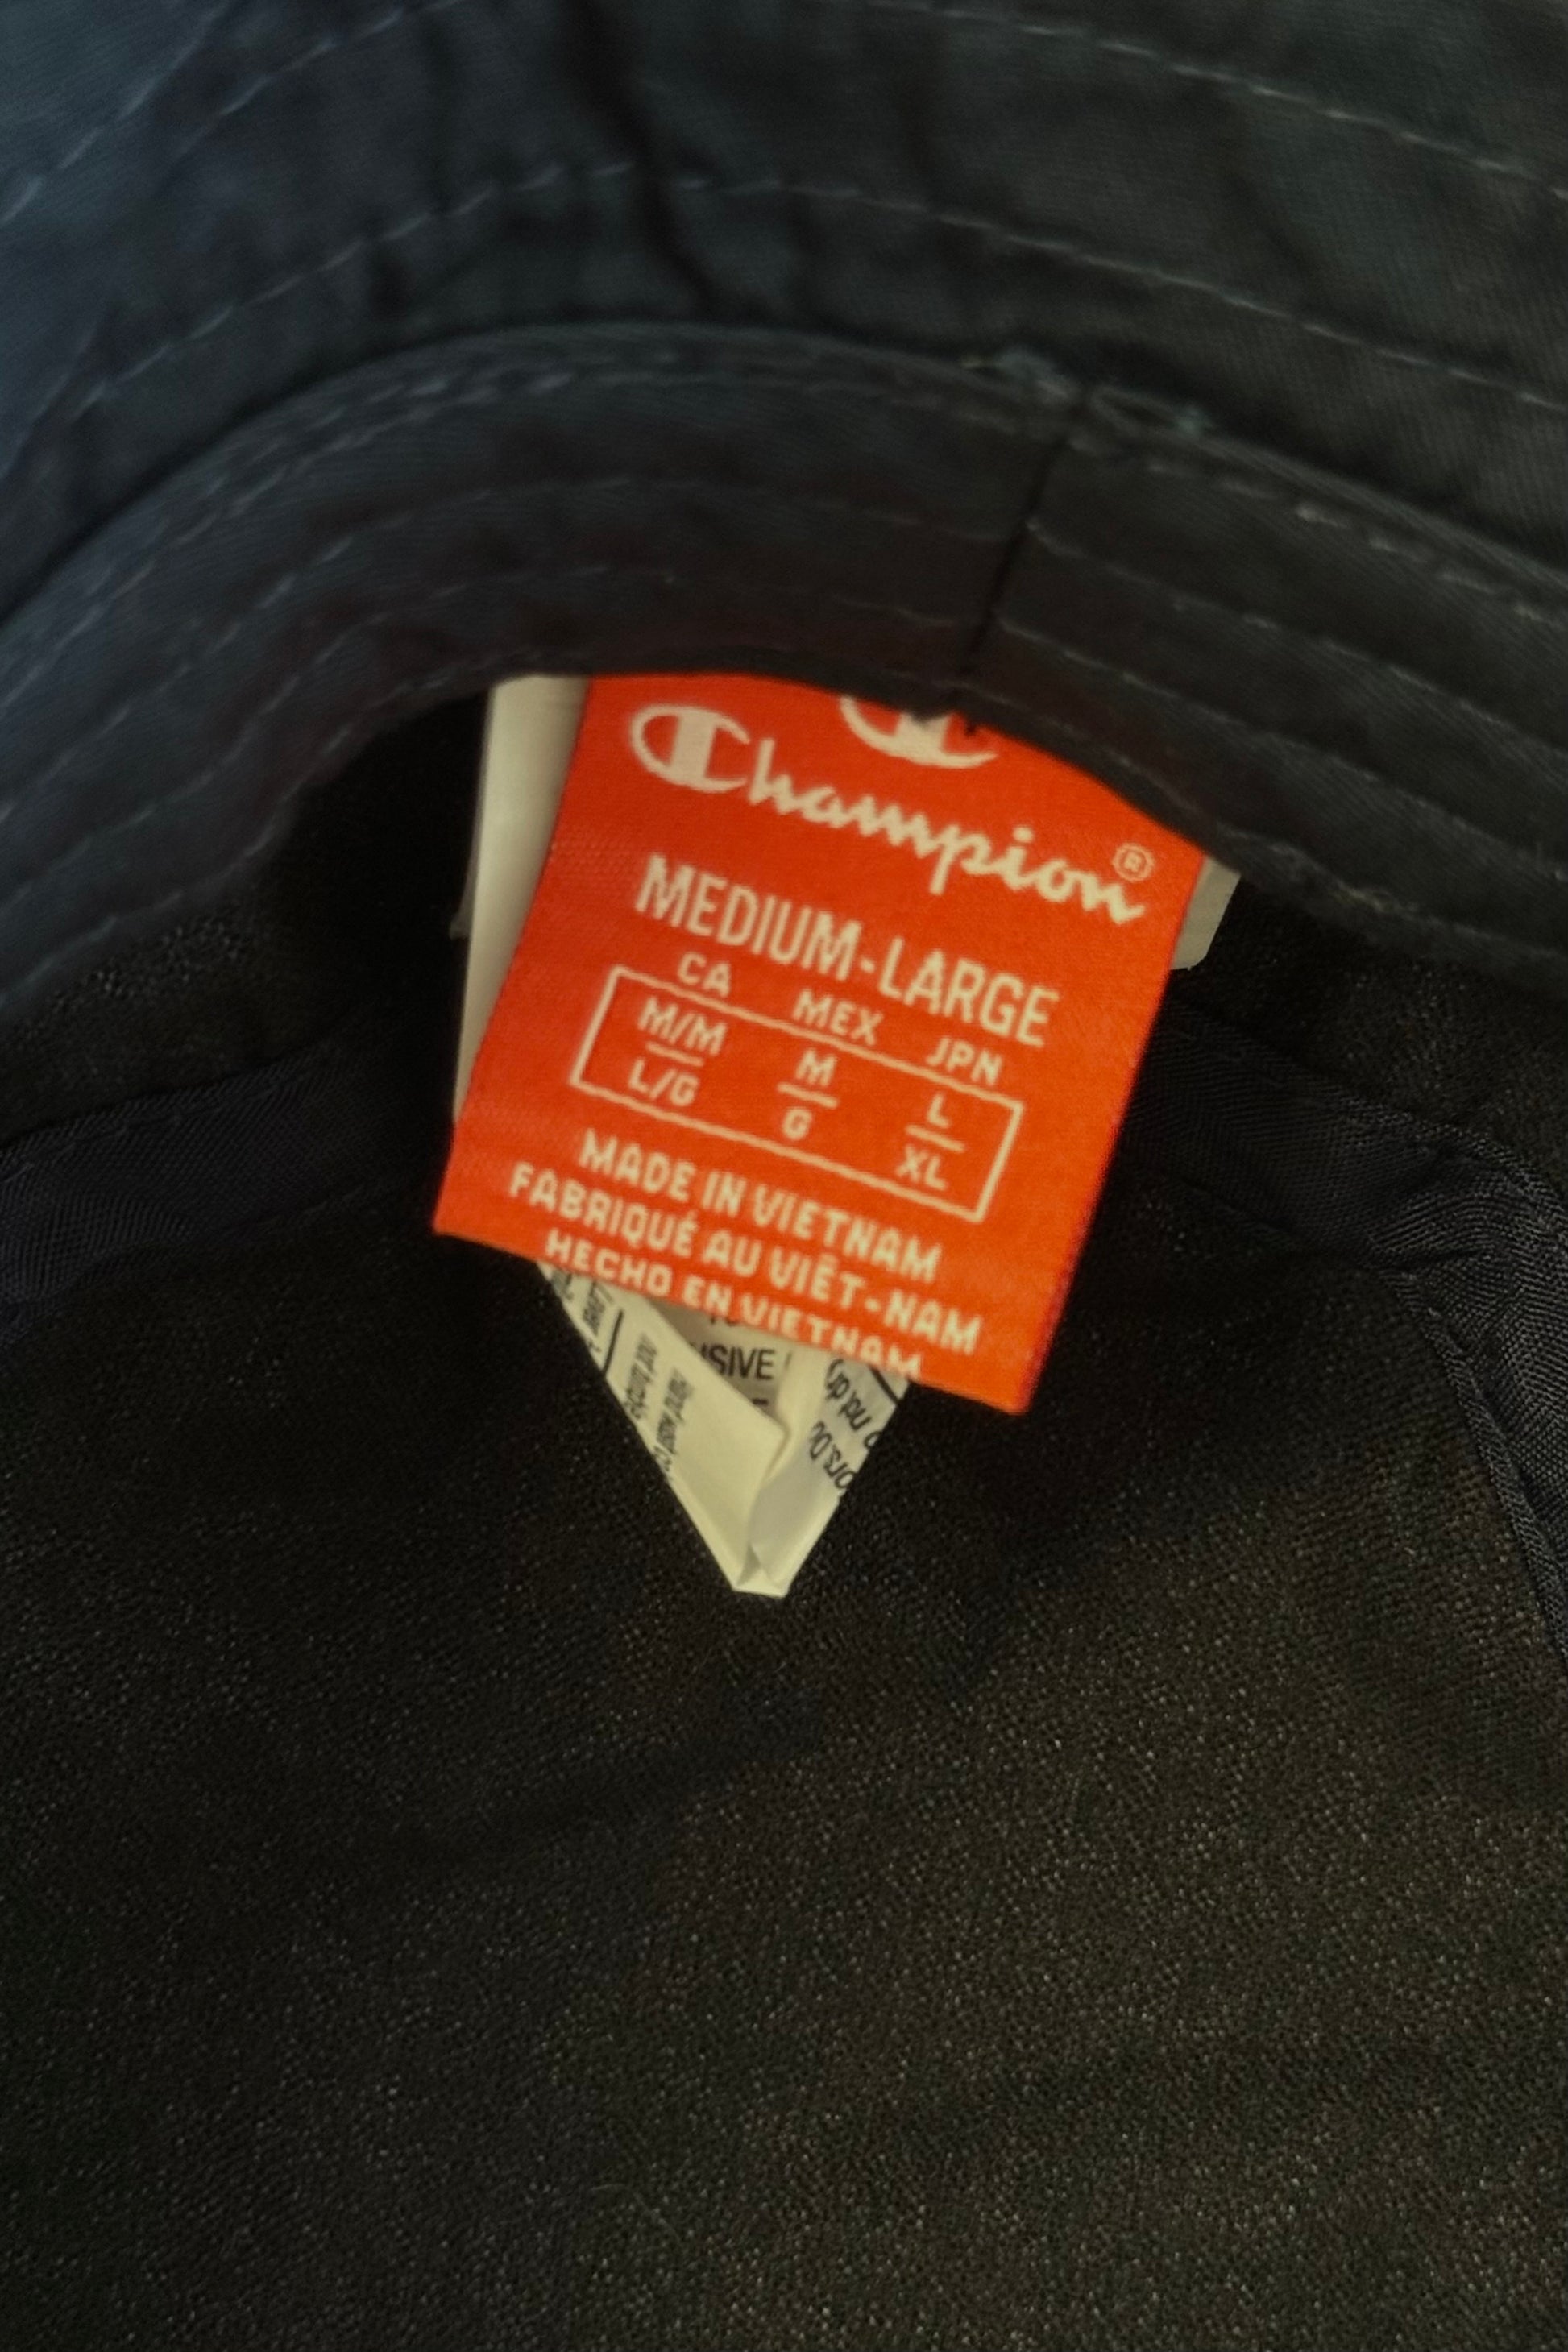 Champion®
MEDIUM-LARGE
CA MEX JPN
M/M M L
L/G G XL
MADE IN VIETNAM
FABRIQUÉ AU VIÊT-NAM
HECHO EN VIETNAM